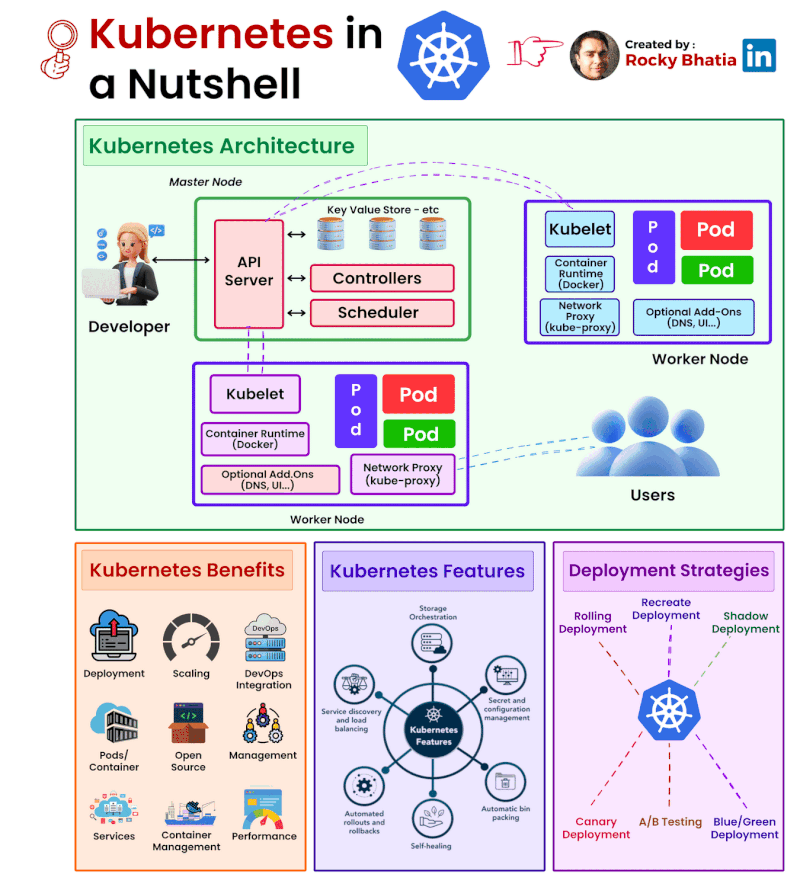 Kubernetes in
a Nutshell
Created by :
Rocky Bhatia
in
Kubernetes Architecture
Master Node
Key Value Store - etc
API
Server
Controllers
Scheduler
Developer
Kubelet
Container
Runtime
(Docker)
Network
Proxy
(kube-proxy)
Pod
Pod
Pod
Optional Add-Ons
(DNS, UI...)
Worker Node
Kubelet
Container Runtime
(Docker)
Optional Add.Ons
(DNS, UI...)
Pod
Pod
Pod
Network Proxy
(kube-proxy)
Worker Node
Users
Kubernetes Benefits
Deployment
Scaling
DevOps
DevOps
Integration
Pods/
Container
</>
Open
Source
Management
Services
Container
Management
Performance
Kubernetes Features
Storage
Orchestration
Service discovery
and load
balancing
Secret and
configuration
management
Kubernetes
Features
Automated
rollouts and
rollbacks
Automatic bin
packing
Self-healing
Deployment Strategies
Rolling
Deployment
Recreate
Deployment
Shadow
Deployment
Canary
Deployment
A/B Testing
Blue/Green
Deployment